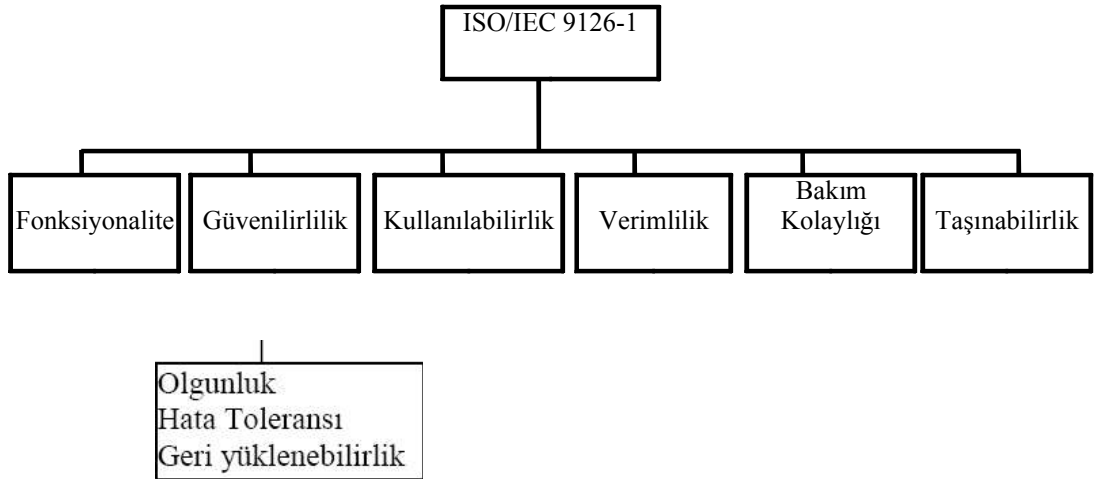 ISO/IEC 9126-1
Fonksiyonalite
Güvenilirlilik
Kullanılabilirlik
Verimlilik
Bakım
Kolaylığı
Taşınabilirlik
Olgunluk
Hata Toleransı
Geri yüklenebilirlik